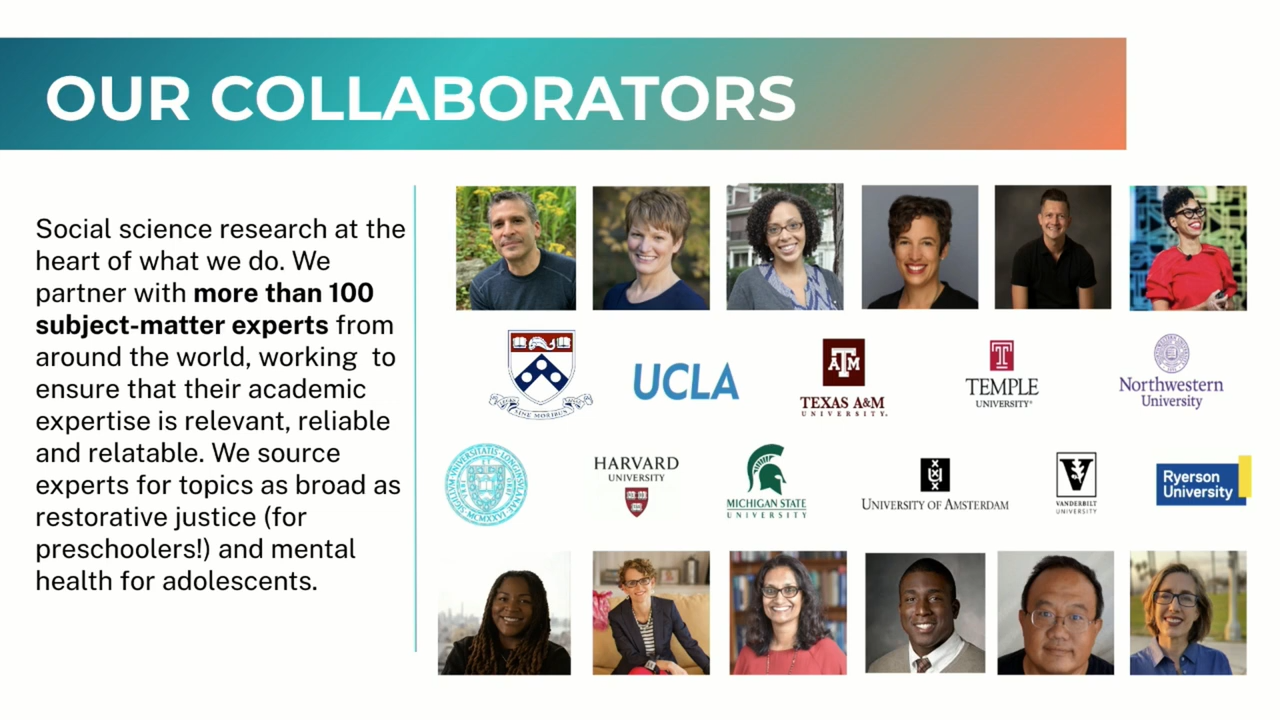 OUR COLLABORATORS
Social science research at the
heart of what we do. We
partner with more than 100
subject-matter experts from
around the world, working to
ensure that their academic
expertise is relevant, reliable
and relatable. We source
experts for topics as broad as
restorative justice (for
preschoolers!) and mental
health for adolescents.
UCLA
TEXAS A&M
UNIVERSITY®
TEMPLE
UNIVERSITY®
Northwestern
University
HARVARD
UNIVERSITY
MICHIGAN STATE
UNIVERSITY
UNIVERSITY OF AMSTERDAM
VANDERBILT
UNIVERSITY
Ryerson
University